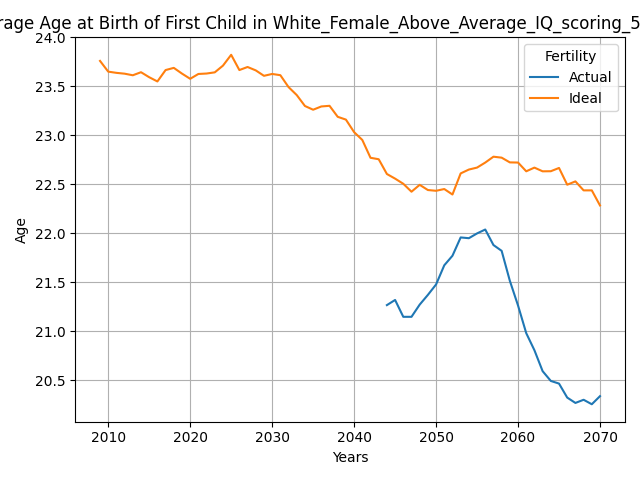 rage Age at Birth of First Child in White_Female_Above_Average_IQ_scoring_5
24.0
23.5
23.0
22.5
22.0
21.5
21.0
20.5
Age
Fertility
Actual
Ideal
2010 2020 2030 2040 2050 2060 2070
Years